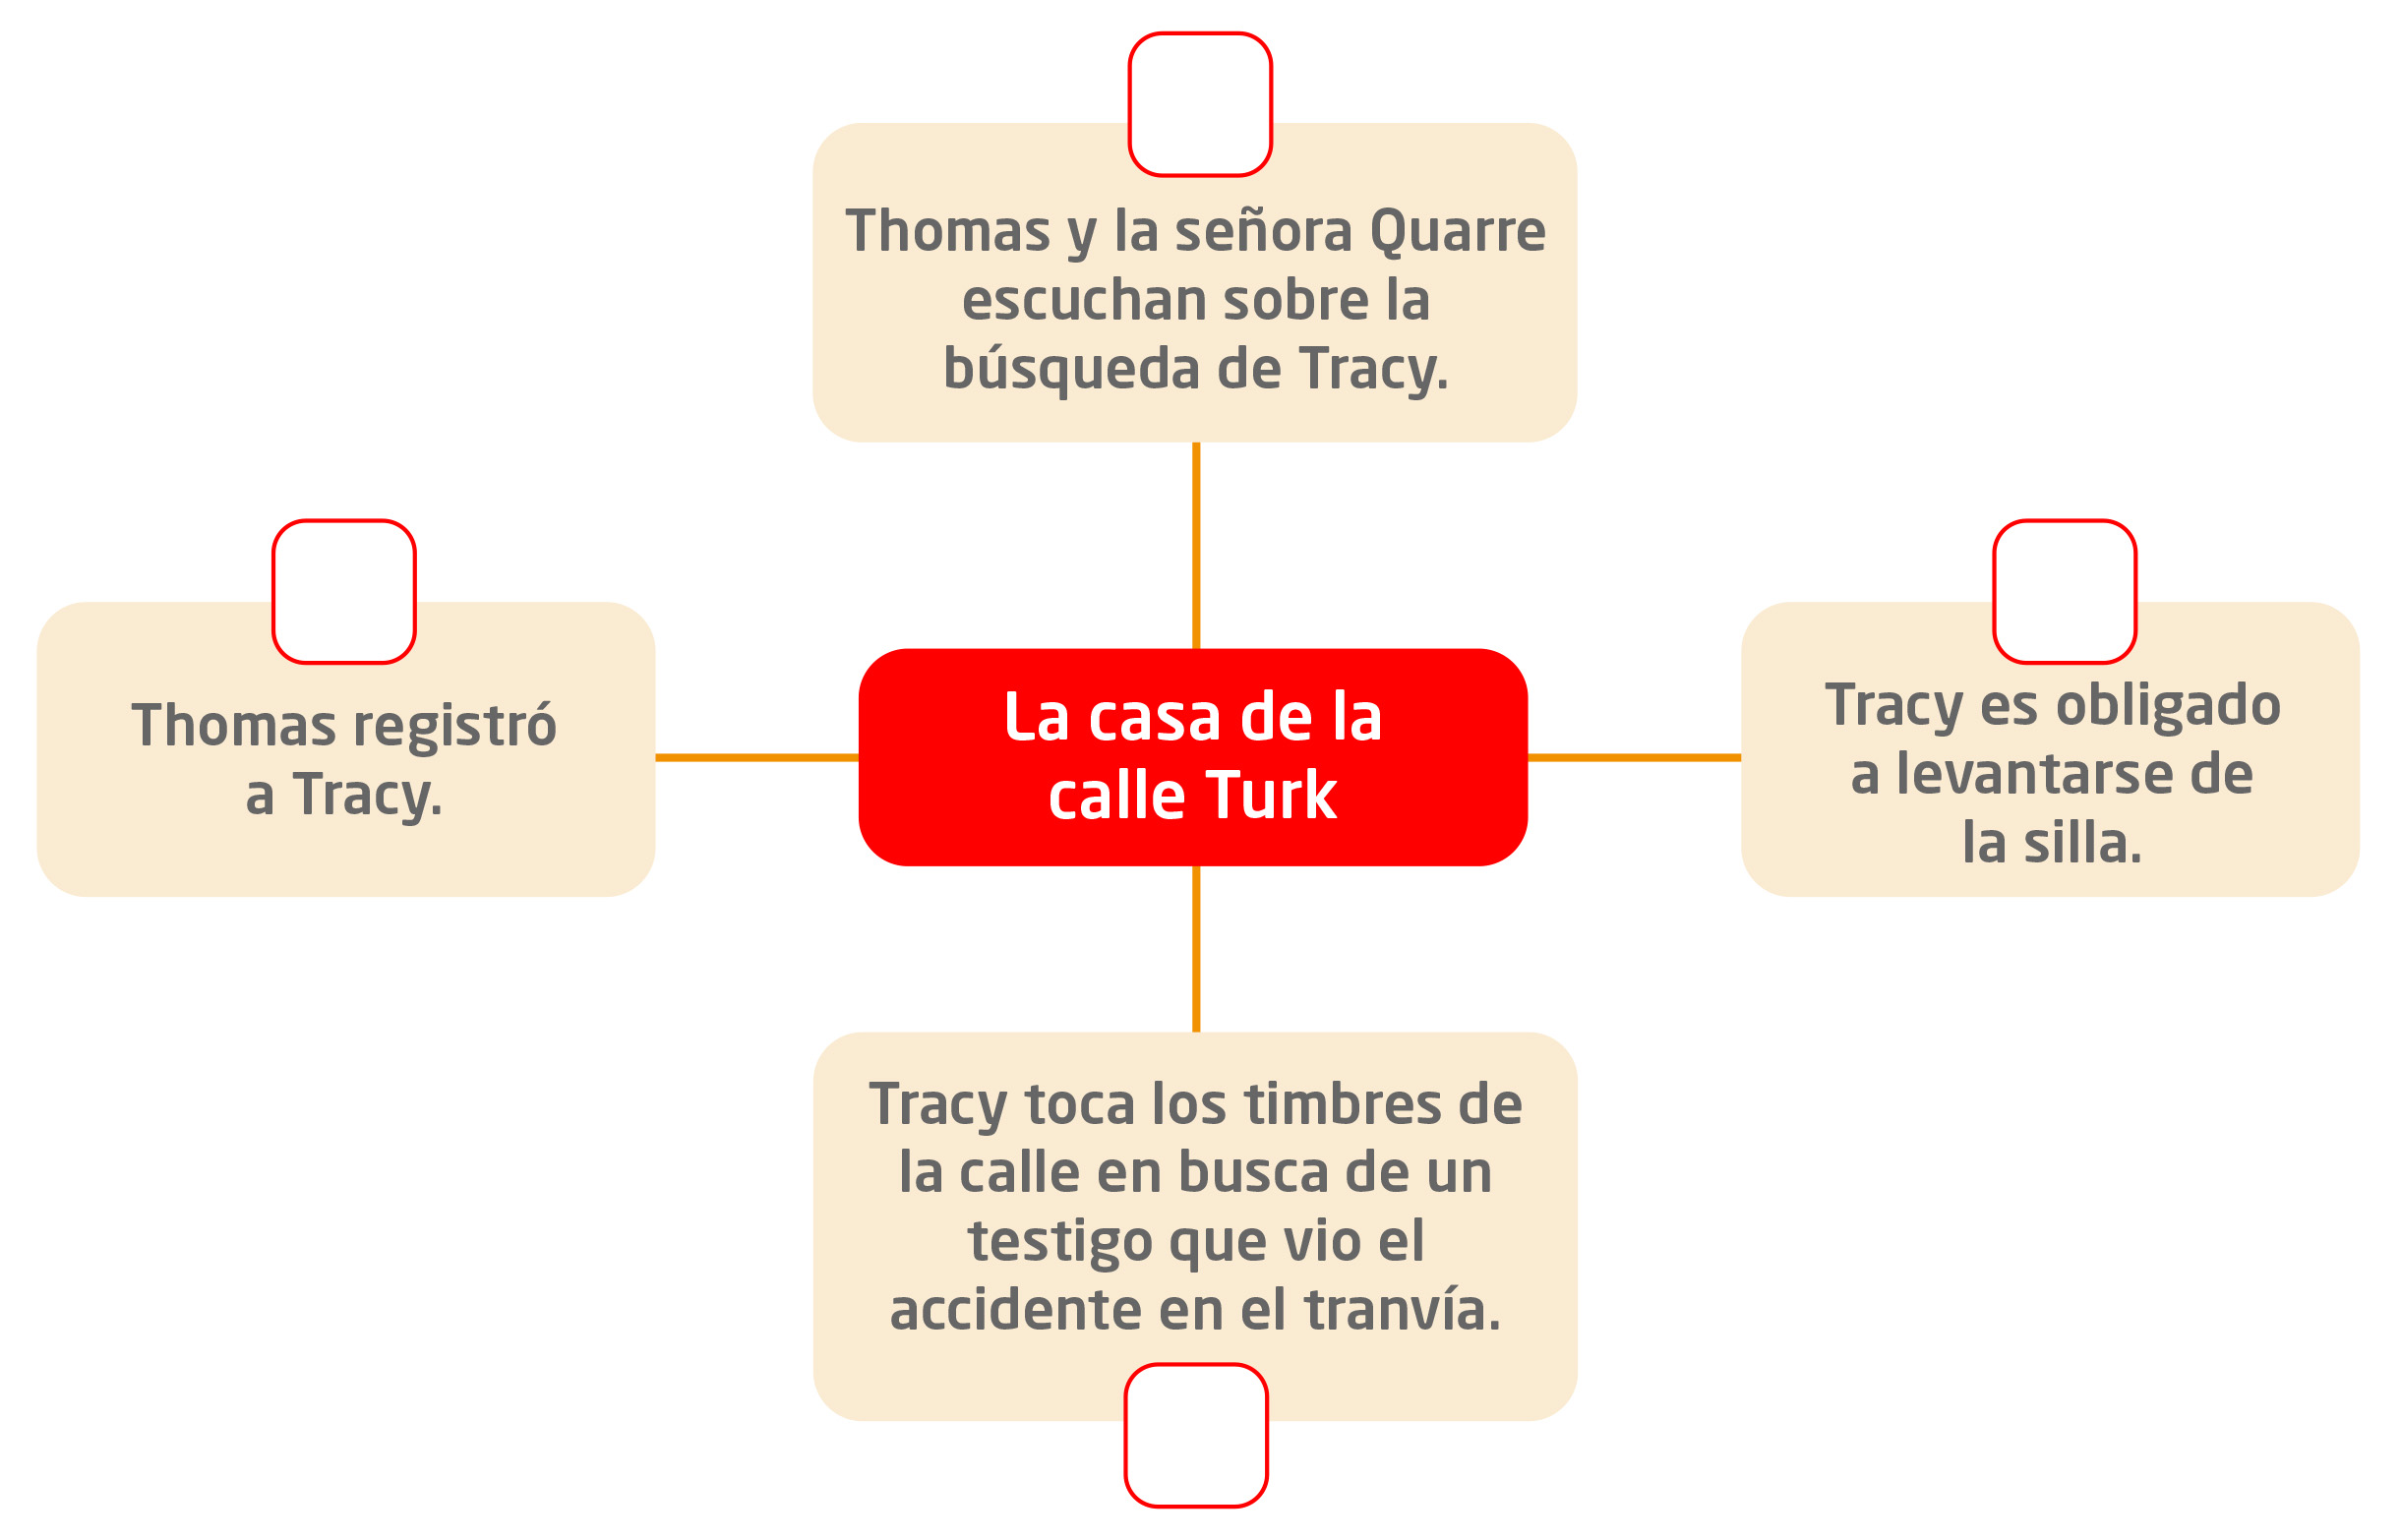 Thomas y la señora Quarre
escuchan sobre la
búsqueda de Tracy.
Thomas registró
a Tracy.
La casa de la
calle Turk
Tracy es obligado
a levantarse de
la silla.
Tracy toca los timbres de
la calle en busca de un
testigo que vio el
accidente en el tranvía.